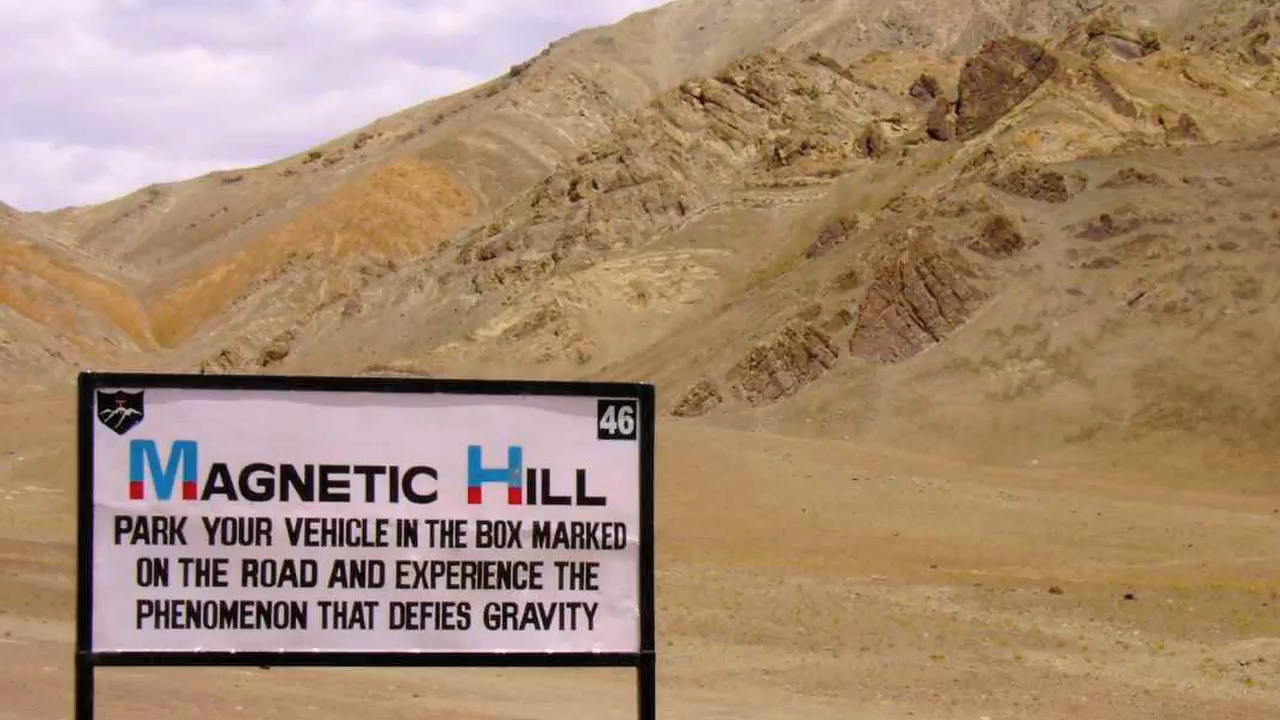 46
MAGNETIC HILL
PARK YOUR VEHICLE IN THE BOX MARKED
ON THE ROAD AND EXPERIENCE THE
PHENOMENON THAT DEFIES GRAVITY